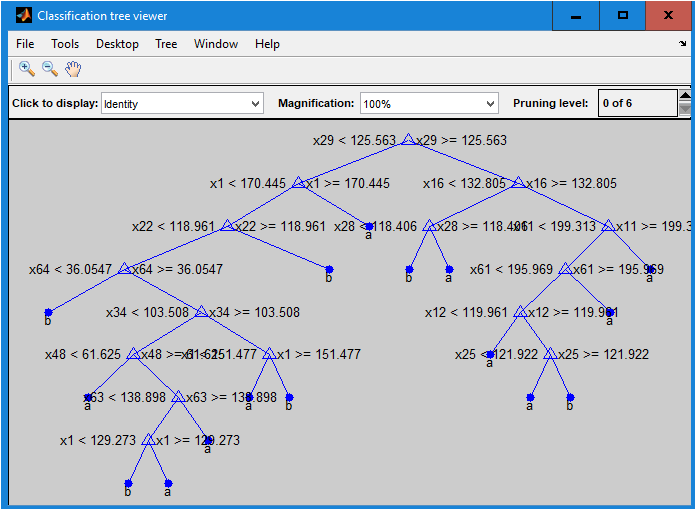 Classification tree viewer
File Tools Desktop Tree Window Help
Click to display: Identity Magnification: 100% Pruning level: 0 of 6
x29 < 125.563 x29 >= 125.563
x1 < 170.445 x1 >= 170.445 x16 < 132.805 x16 >= 132.805
x22 < 118.961 x22 >= 118.961 x28 < 118.406 x28 >= 118.406 < 199.313 x11 >= 199.3
a
x64 < 36.0547 x64 >= 36.0547 x61 < 195.969 x61 >= 195.969
b b a a
x34 < 103.508 x34 >= 103.508 x12 < 119.961 x12 >= 119.961
b a
x48 < 61.625 x48 >= 61.625 < 151.477 x1 >= 151.477 x25 < 121.922 x25 >= 121.922
a
x63 < 138.898 x63 >= 138.898
a a b a b
x1 < 129.273 x1 >= 129.273
a
b a